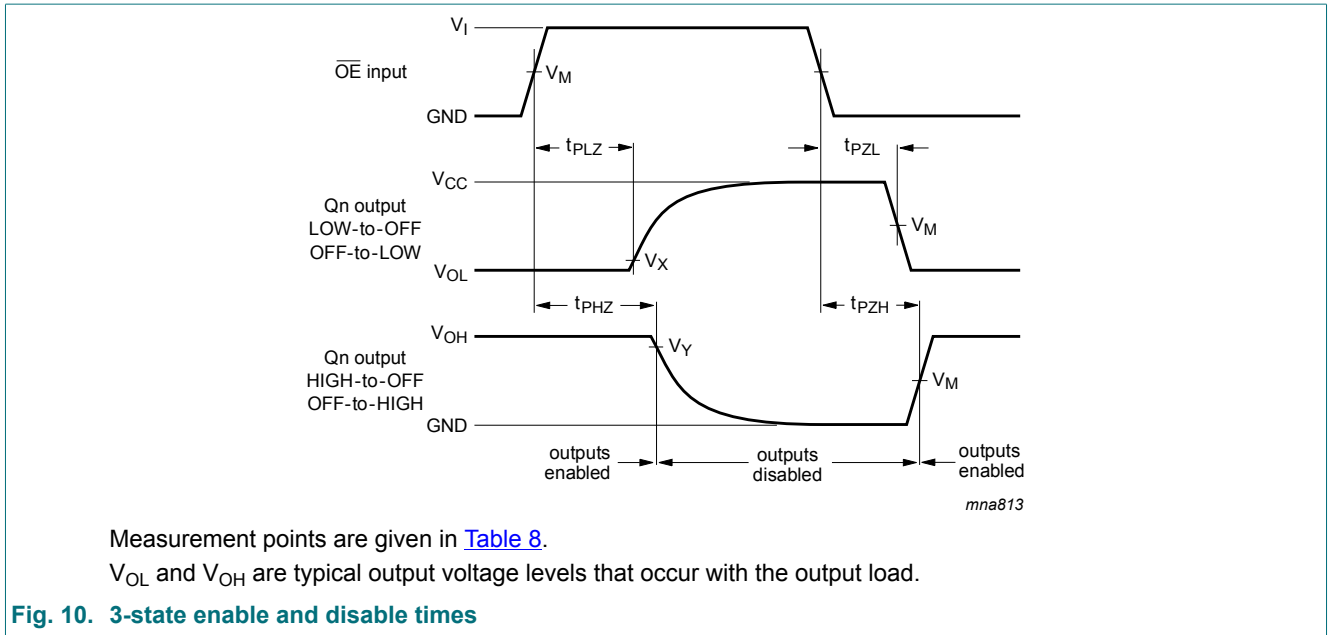 V_I
OE input
V_M
GND
t_PLZ
t_PZL
V_CC
Qn output
LOW-to-OFF
OFF-to-LOW
V_M
V_X
V_OL
t_PHZ
t_PZH
V_OH
Qn output
HIGH-to-OFF
OFF-to-HIGH
V_Y
V_M
GND
outputs
enabled
outputs
disabled
outputs
enabled
mna813
Measurement points are given in Table 8.
V_OL and V_OH are typical output voltage levels that occur with the output load.
Fig. 10. 3-state enable and disable times